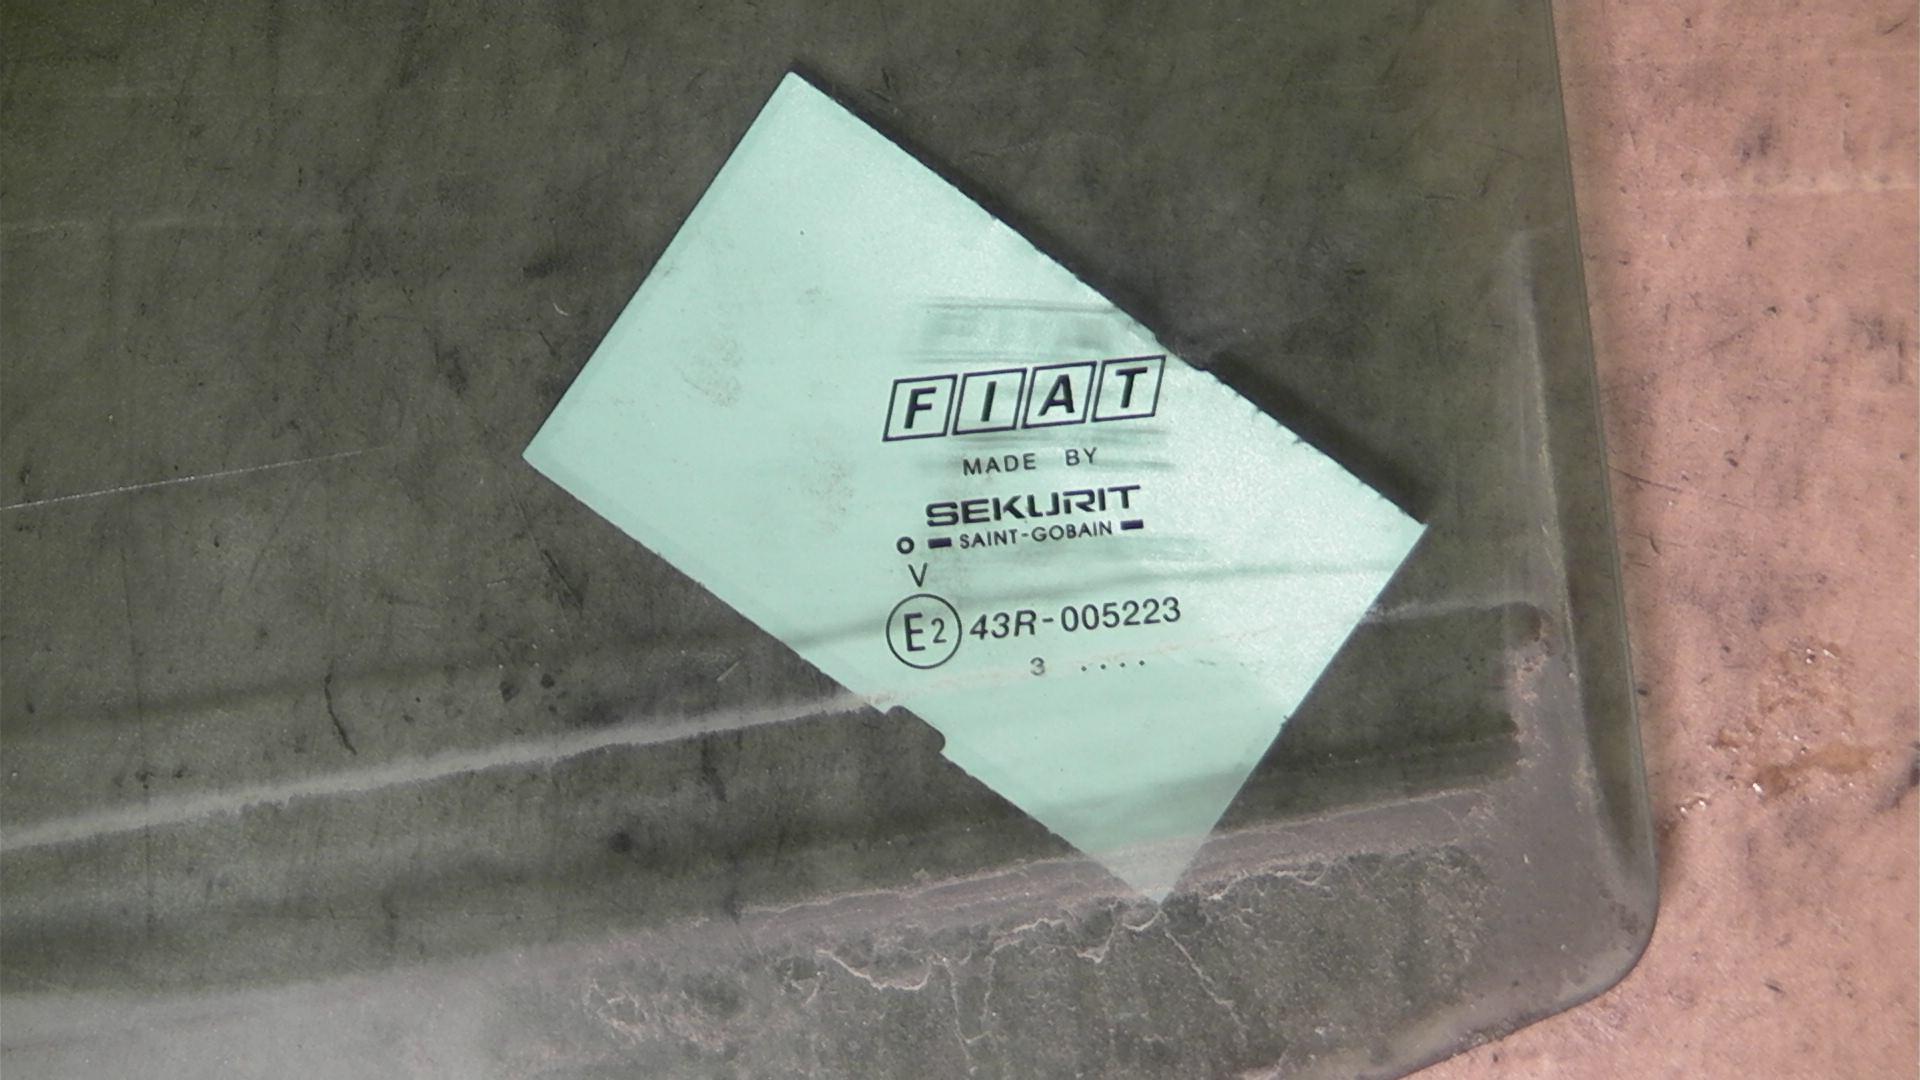 FIAT
MADE BY
SEKURIT
SAINT-GOBAIN
V
E2 43R-005223
3 ....